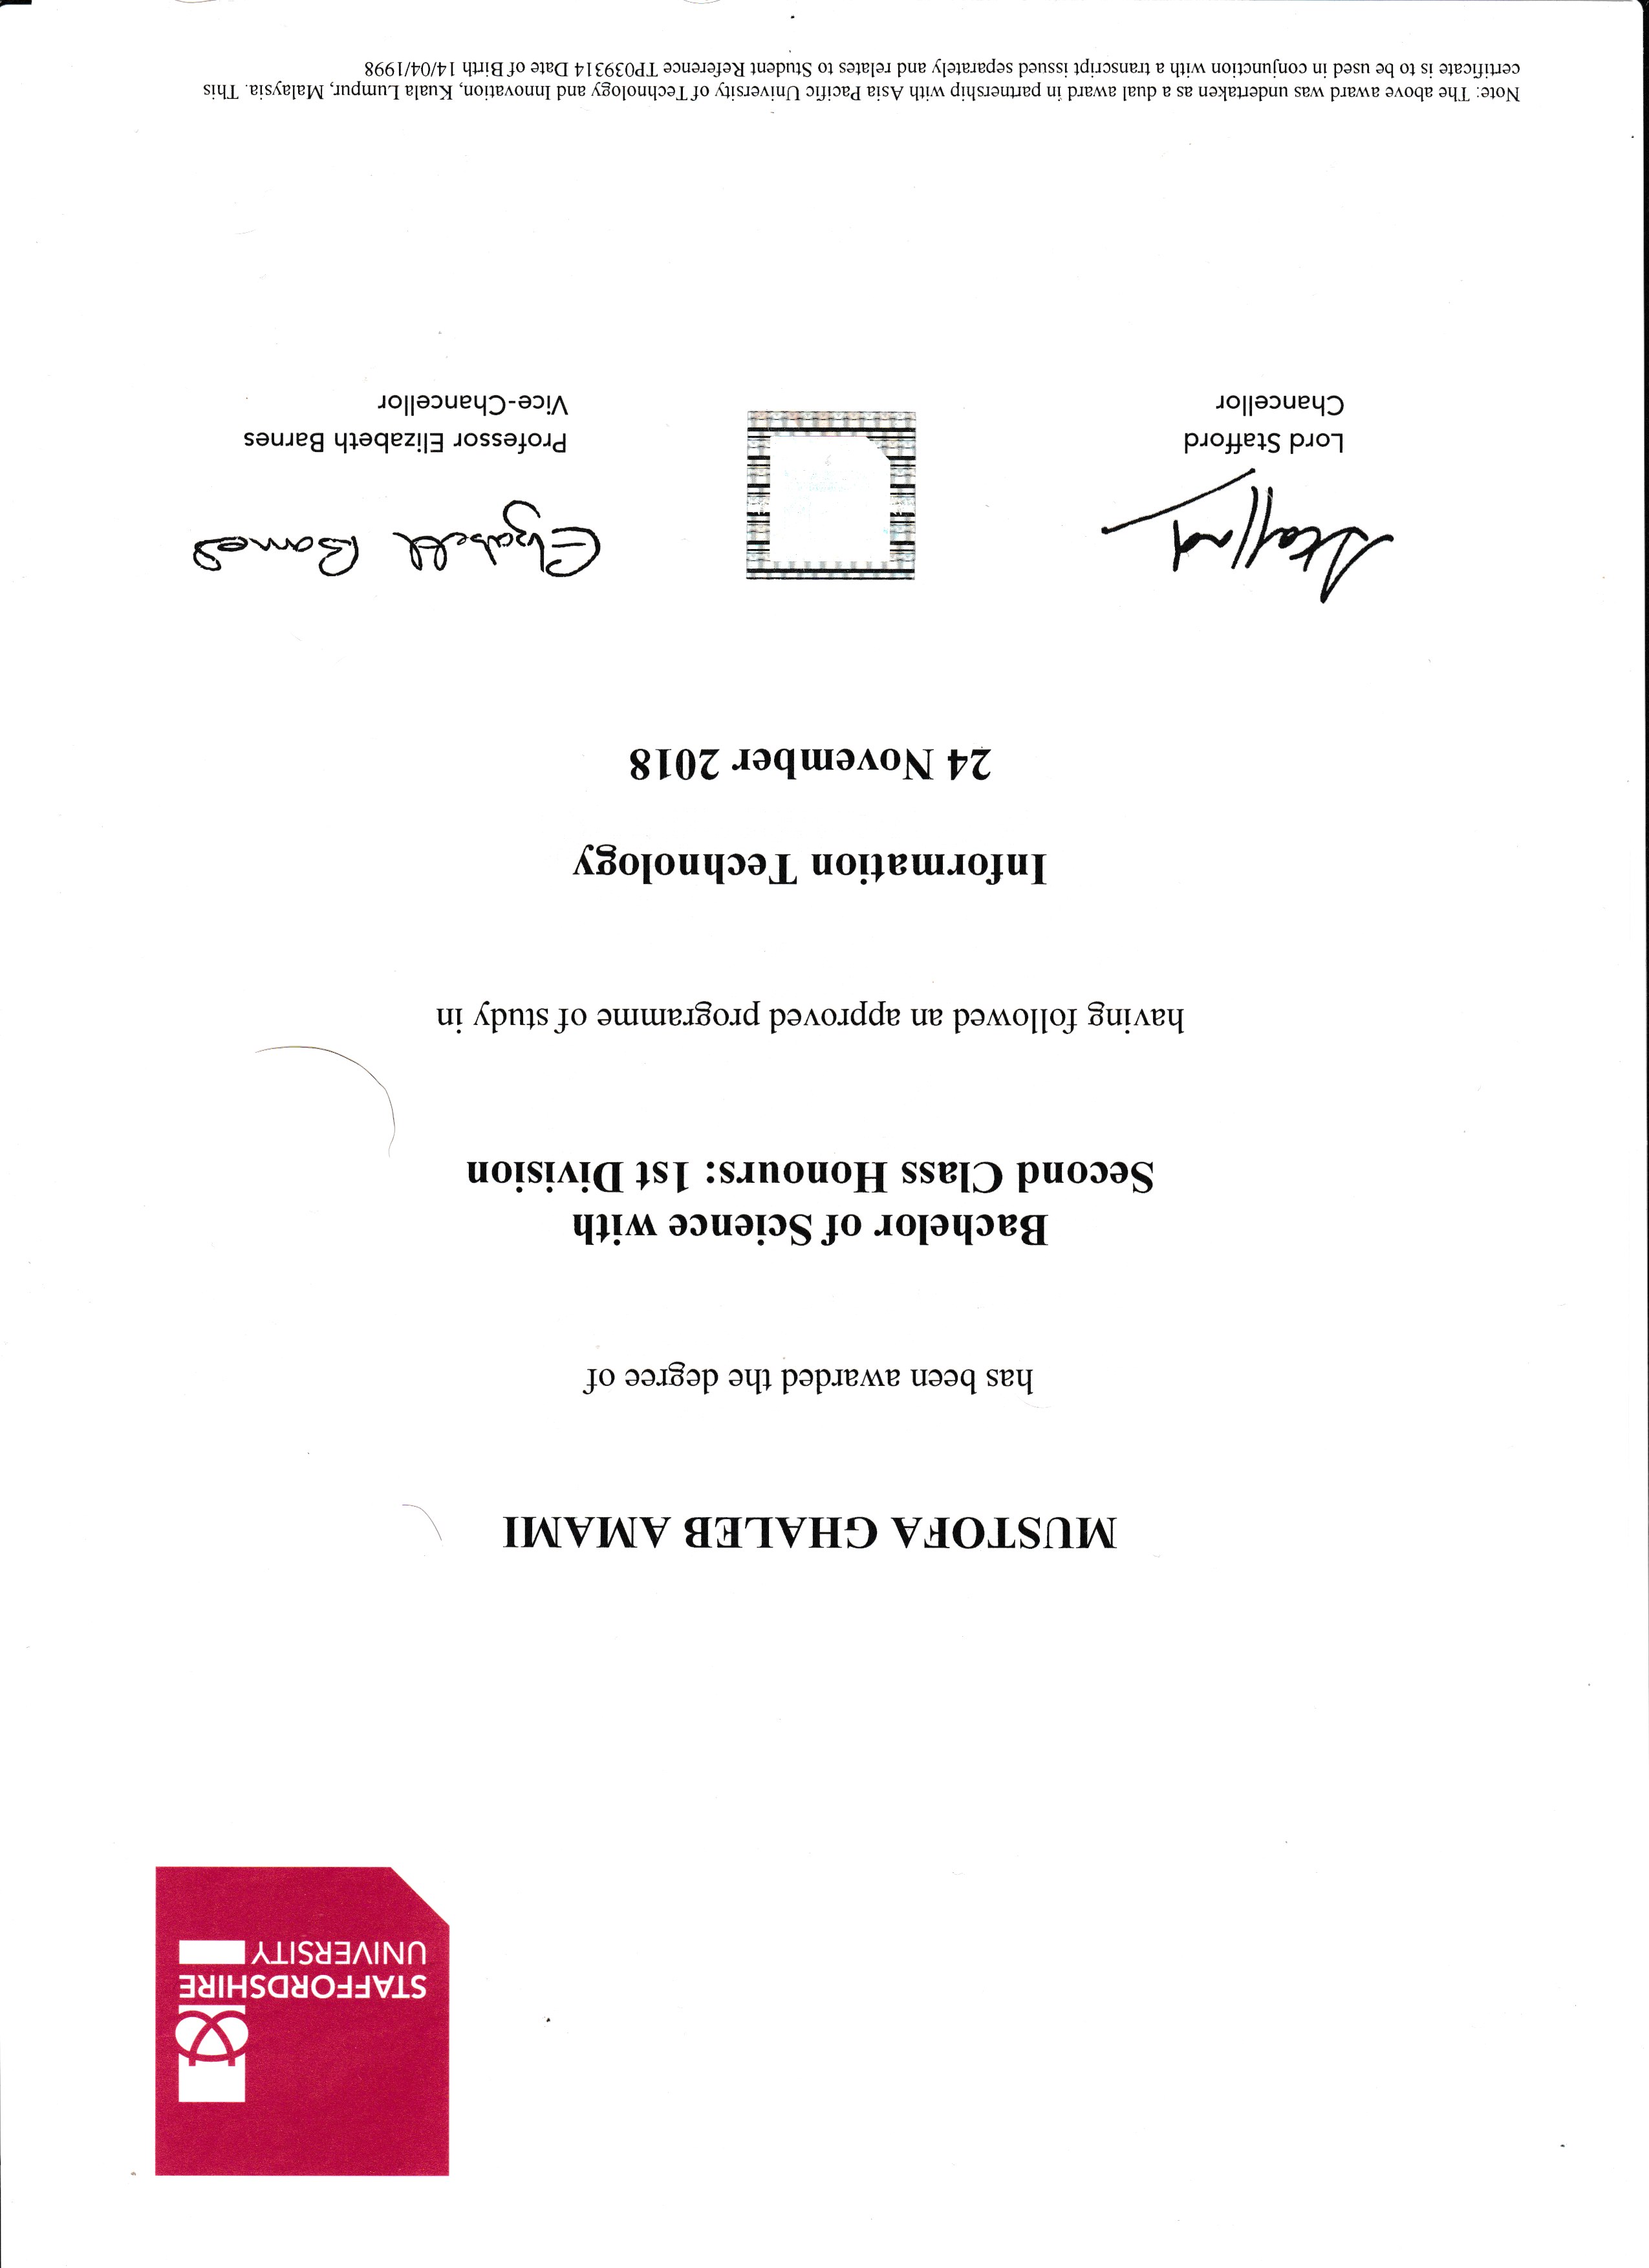 STAFFORDSHIRE
UNIVERSITY
MUSTOFA GHALEB AMAMI
has been awarded the degree of
Bachelor of Science with
Second Class Honours: 1st Division
having followed an approved programme of study in
Information Technology
24 November 2018
Stafford
Elizabeth Barnes
Lord Stafford
Chancellor
Professor Elizabeth Barnes
Vice-Chancellor
Note: The above award was undertaken as a dual award in partnership with Asia Pacific University of Technology and Innovation, Kuala Lumpur, Malaysia. This
certificate is to be used in conjunction with a transcript issued separately and relates to Student Reference TP039314 Date of Birth 14/04/1998